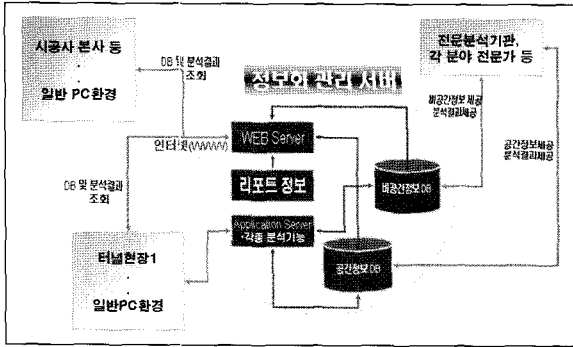 시공사 본사 등
.
일반 PC환경
DB 및 분석결과
조회
정보화 관리 서버
전문분석기관,
각 분야 전문가 등
비공간정보 제공
분석결과제공
공간정보제공
분석결과제공
인터넷(WWW)
WEB Server
리포트 정보
비공간정보 DB
DB 및 분석결과
조회
Application Server
·각종 분석기능
공간정보 DB
터널현장1
.
일반PC환경